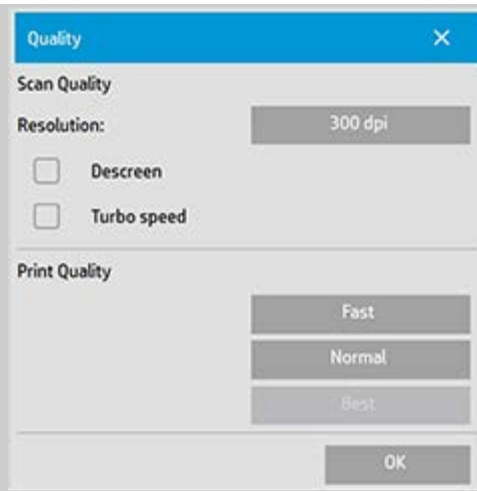 Quality
Scan Quality
Resolution: 300 dpi
Descreen
Turbo speed
Print Quality
Fast
Normal
Best
OK